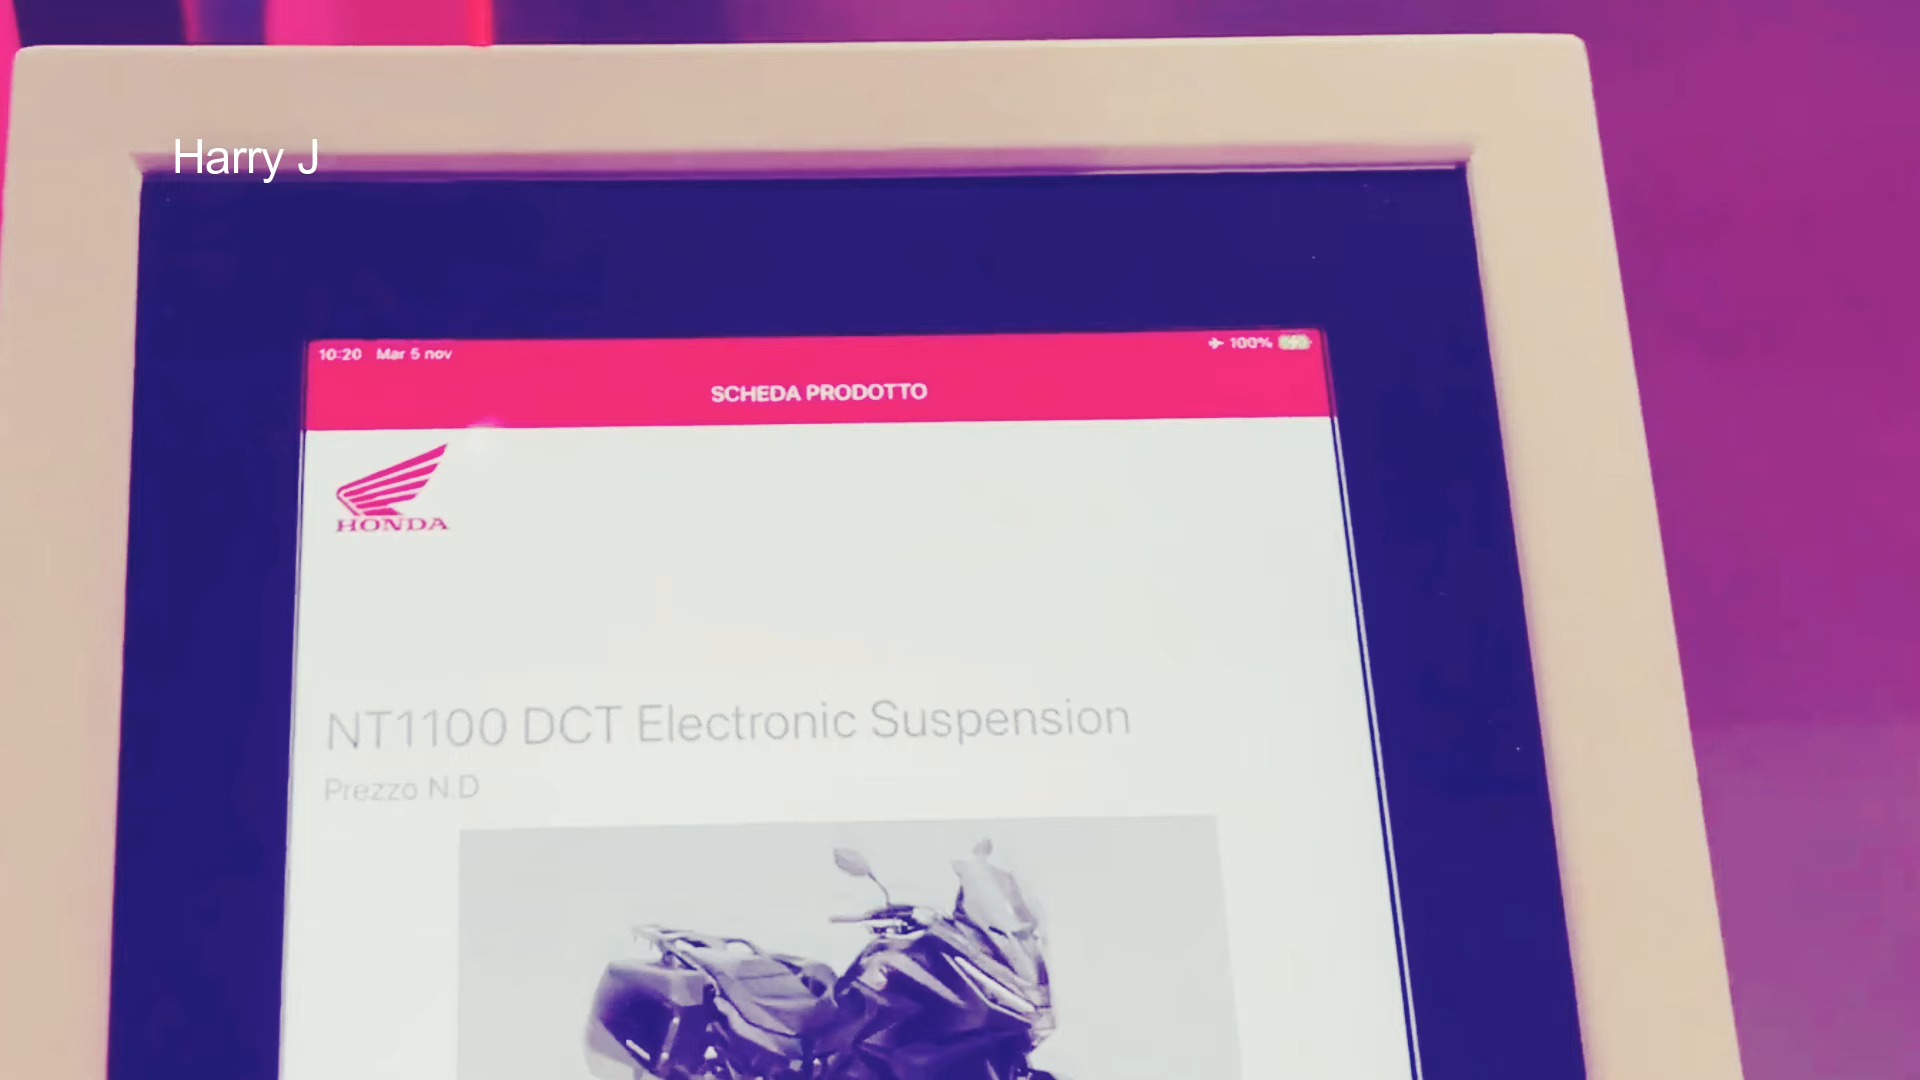 Harry J
10:20 Mar 5 nov
100%
SCHEDA PRODOTTO
HONDA
NT1100 DCT Electronic Suspension
Prezzo N.D